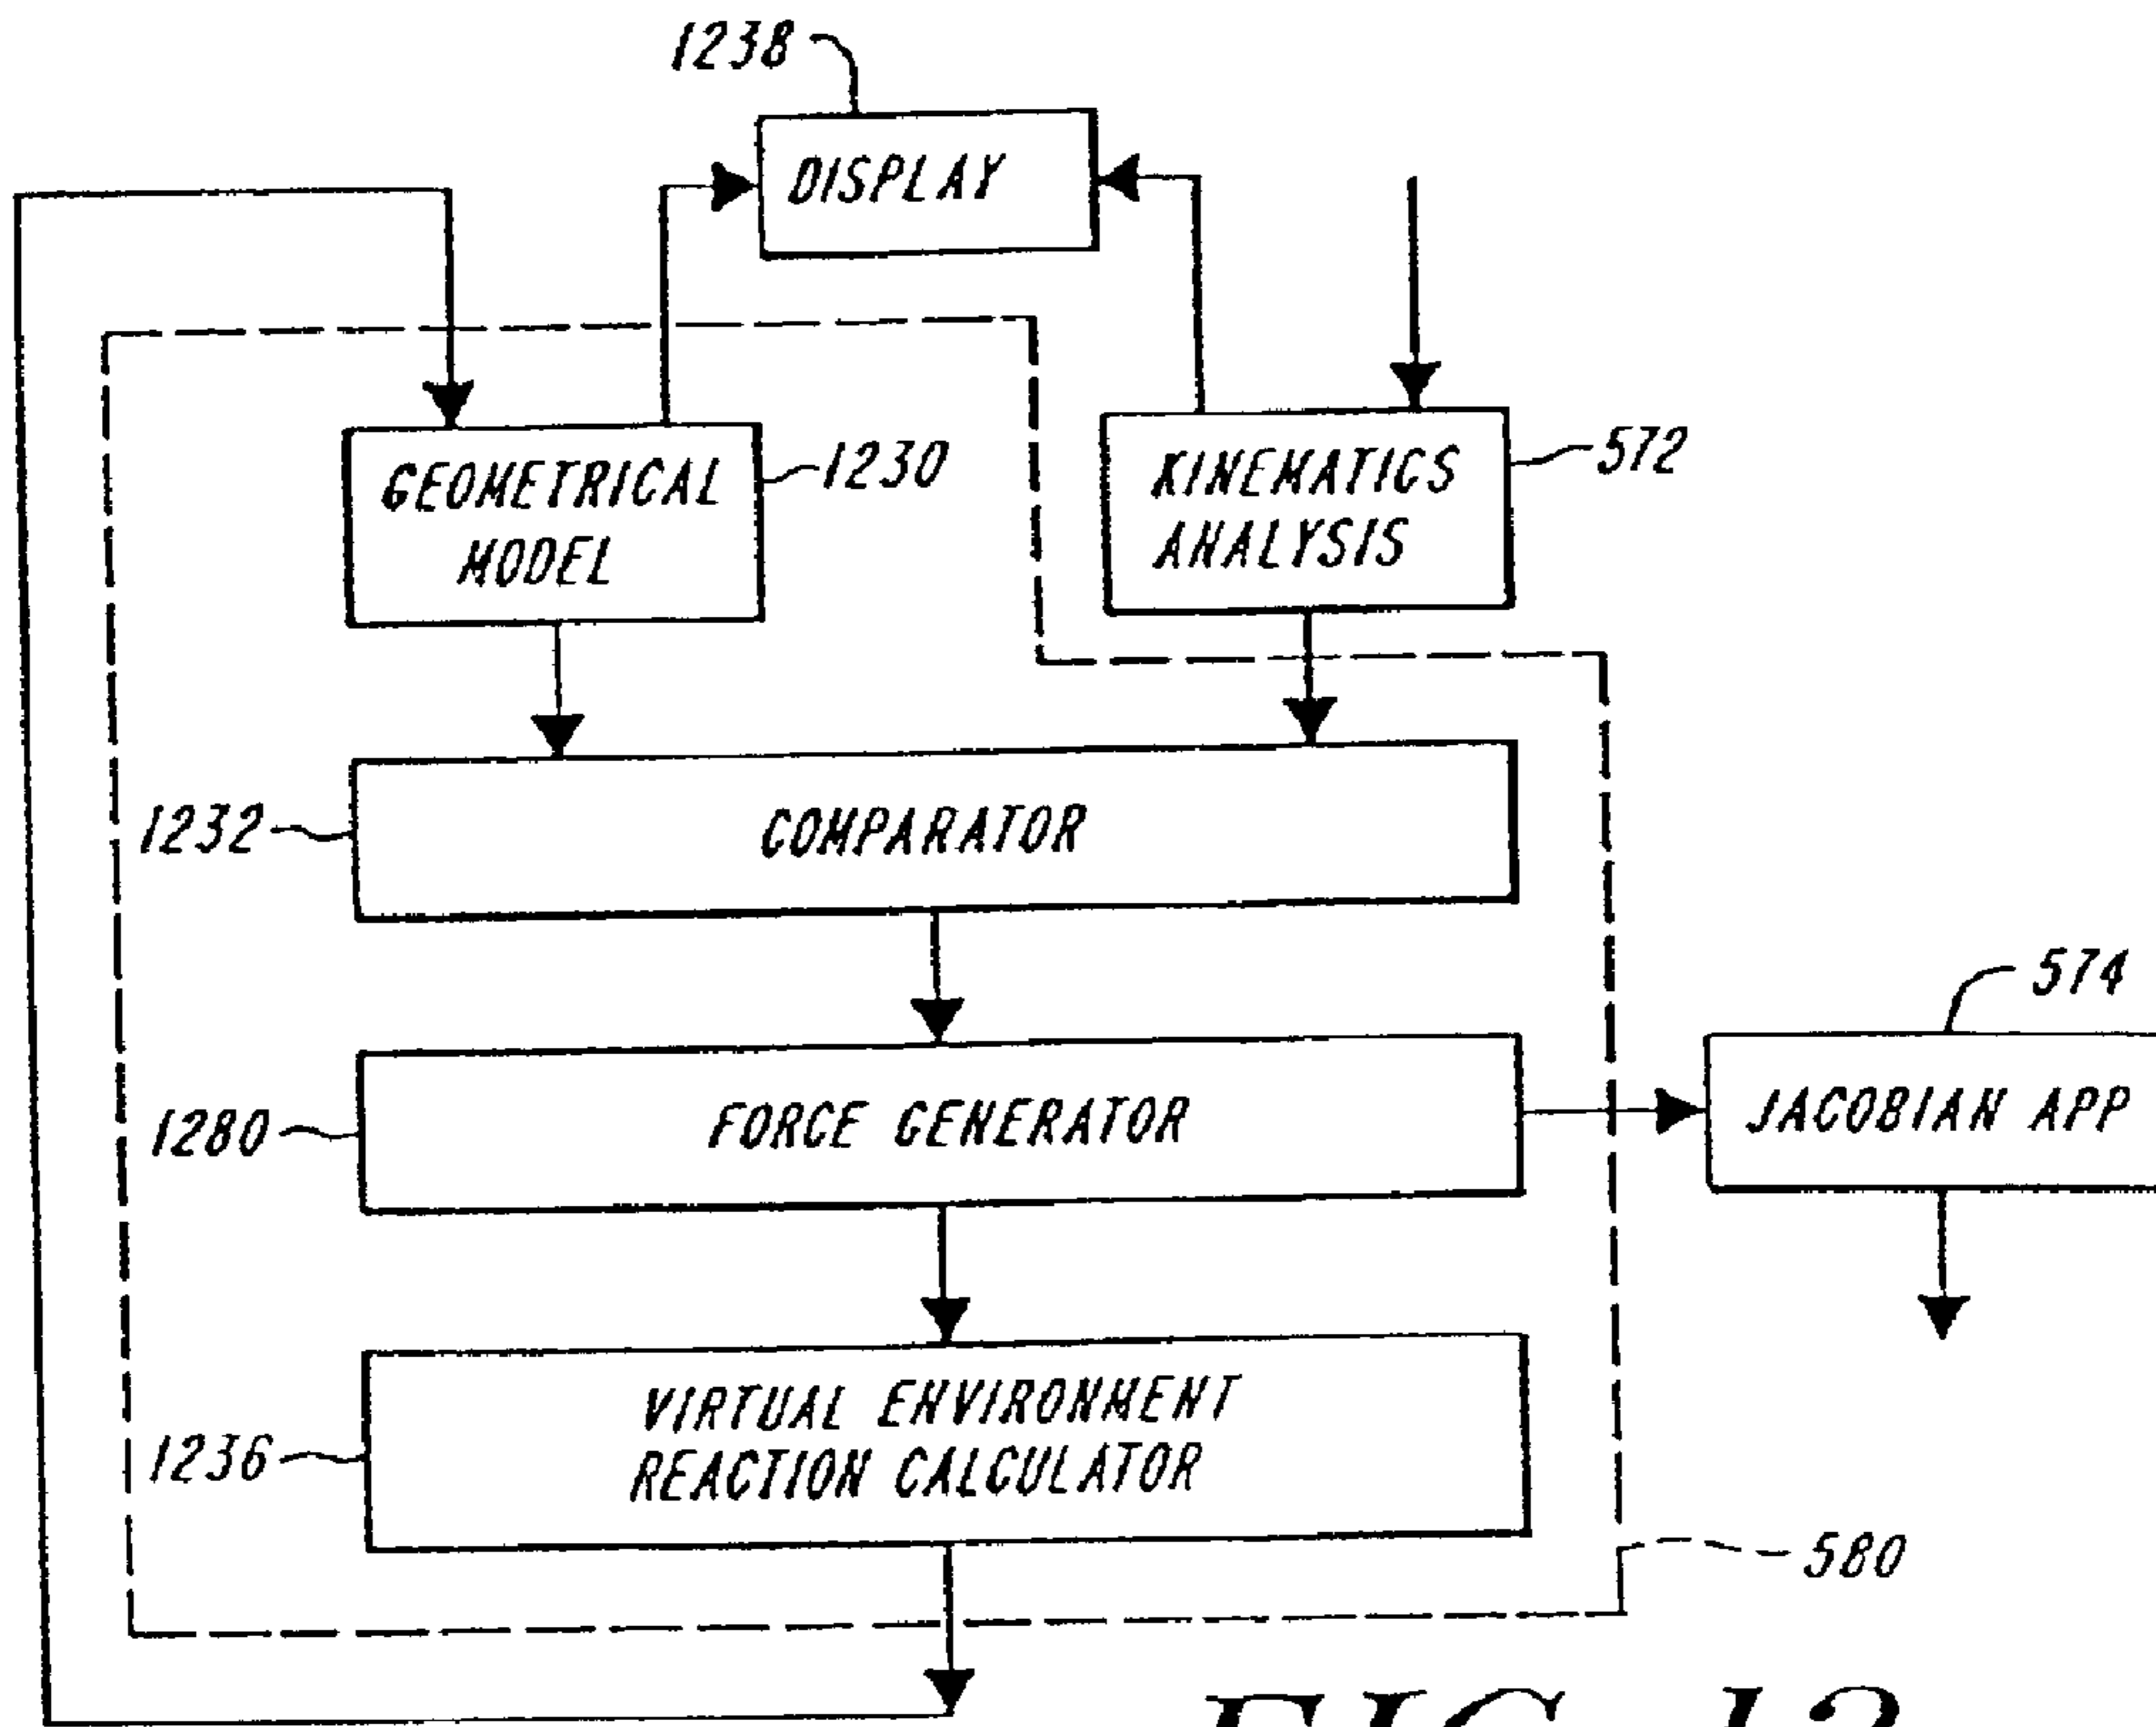 1238
DISPLAY
GEOMETRICAL
MODEL
1230
KINEMATICS
ANALYSIS
572
1232
COMPARATOR
574
1280
FORCE GENERATOR
JACOBIAN APP
VIRTUAL ENVIRONMENT
REACTION CALCULATOR
1236
580